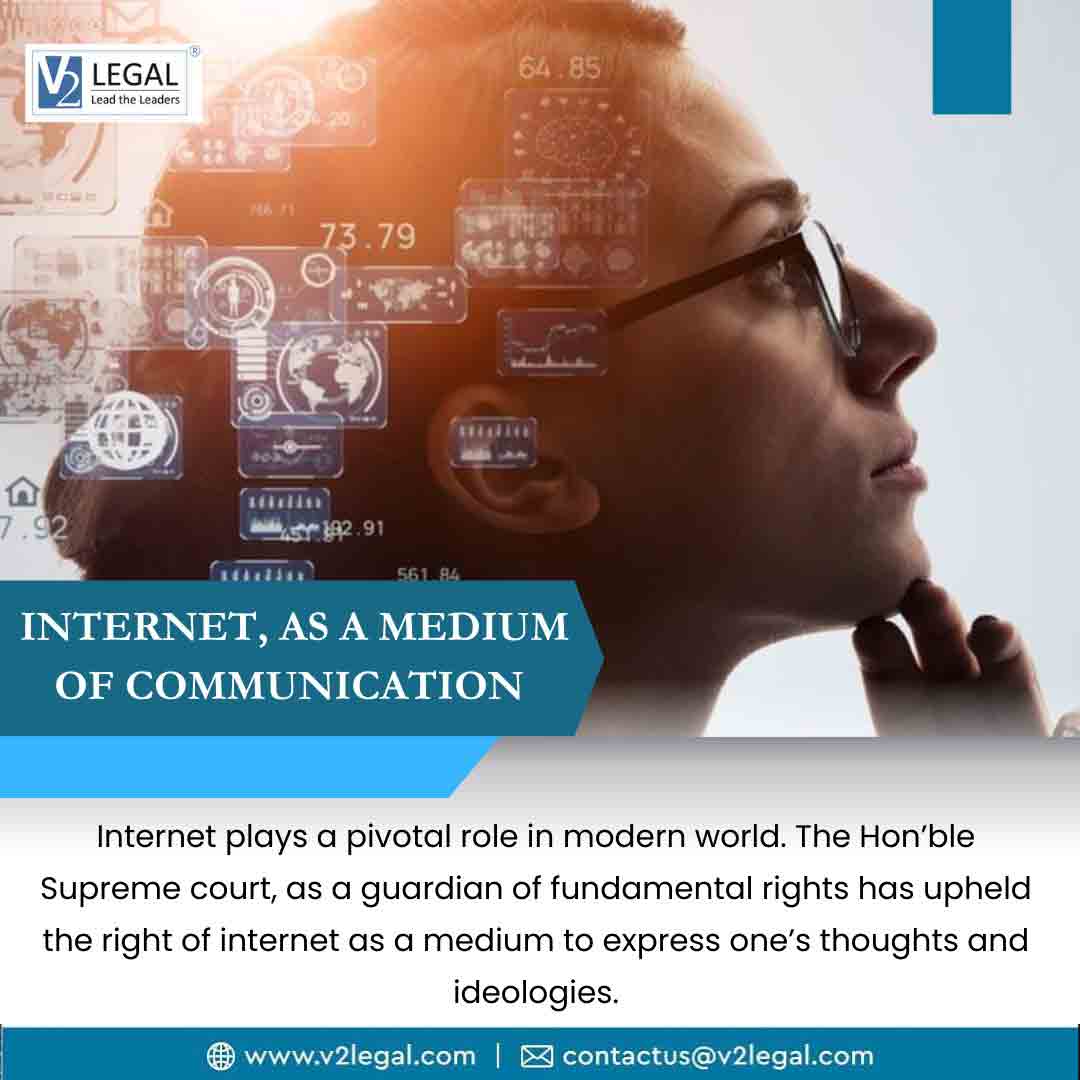 V2 LEGAL ®
Lead the Leaders
64.85
73.79
766.71
7.92
192.91
561.84
INTERNET, AS A MEDIUM
OF COMMUNICATION
Internet plays a pivotal role in modern world. The Hon’ble
Supreme court, as a guardian of fundamental rights has upheld
the right of internet as a medium to express one’s thoughts and
ideologies.
www.v2legal.com | contactus@v2legal.com